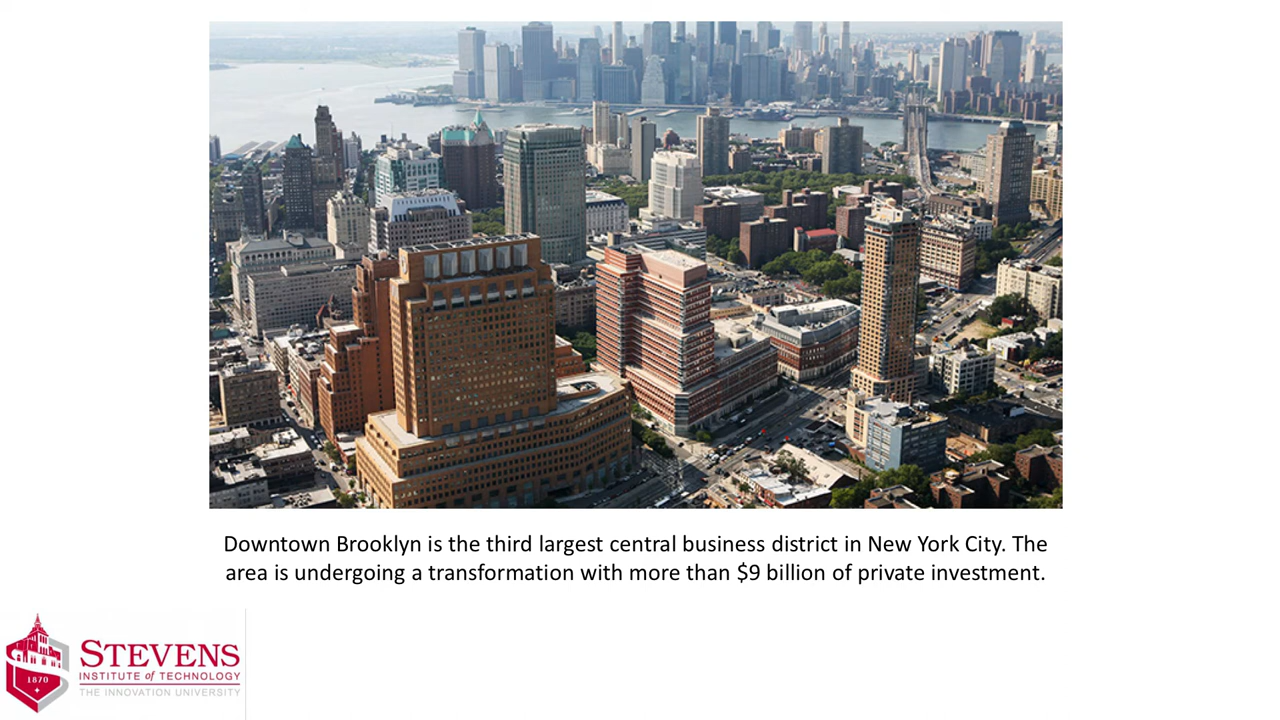 Downtown Brooklyn is the third largest central business district in New York City. The
area is undergoing a transformation with more than $9 billion of private investment.
1870
STEVENS
INSTITUTE of TECHNOLOGY
THE INNOVATION UNIVERSITY